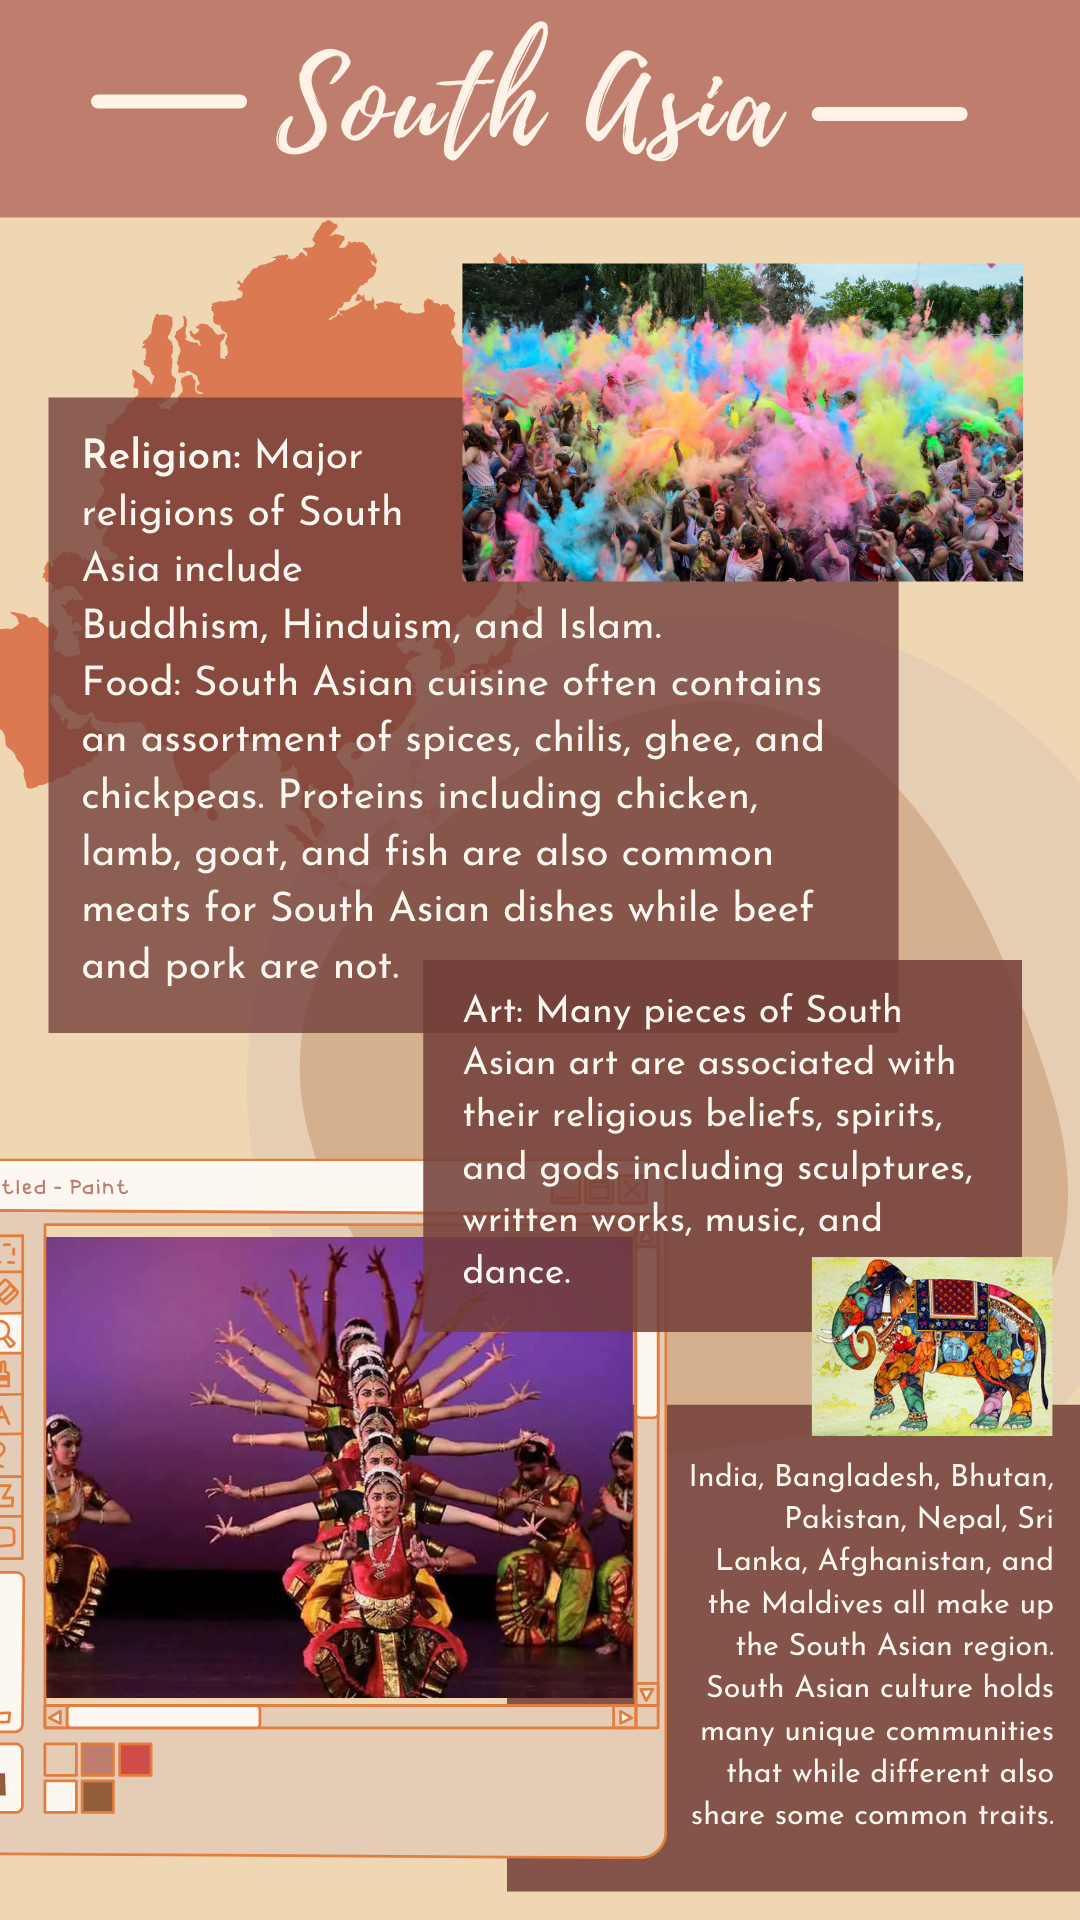 South Asia
Religion: Major
religions of South
Asia include
Buddhism, Hinduism, and Islam.
Food: South Asian cuisine often contains
an assortment of spices, chilis, ghee, and
chickpeas. Proteins including chicken,
lamb, goat, and fish are also common
meats for South Asian dishes while beef
and pork are not.
Art: Many pieces of South
Asian art are associated with
their religious beliefs, spirits,
and gods including sculptures,
written works, music, and
dance.
tled - Paint
A
India, Bangladesh, Bhutan,
Pakistan, Nepal, Sri
Lanka, Afghanistan, and
the Maldives all make up
the South Asian region.
South Asian culture holds
many unique communities
that while different also
share some common traits.